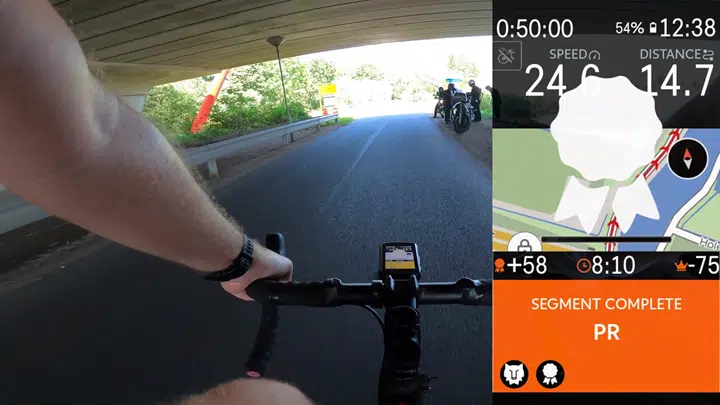 0:50:00 54% 12:38
SPEED DISTANCE
24.6 14.7
Hoir
+58 8:10 -75
SEGMENT COMPLETE
PR